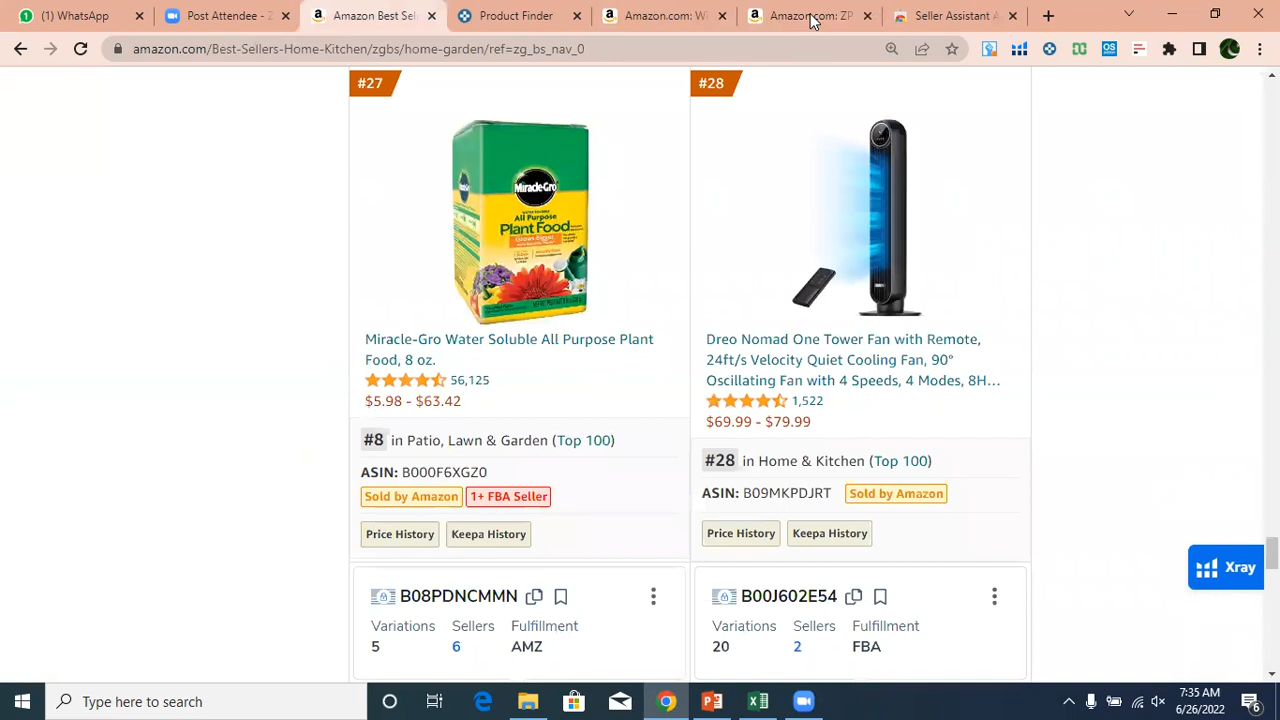 (1) WhatsApp
Post Attendee - Z
Amazon Best Sel
Product Finder
Amazon.com: Wi
Amazon.com: ZP
Seller Assistant A
amazon.com/Best-Sellers-Home-Kitchen/zgbs/home-garden/ref=zg_bs_nav_0
#27
#28
Miracle-Gro
All Purpose
Plant Food
Miracle-Gro Water Soluble All Purpose Plant
Food, 8 oz.
56,125
$5.98 - $63.42
#8 in Patio, Lawn & Garden (Top 100)
ASIN: B000F6XGZ0
Sold by Amazon
1+ FBA Seller
Price History
Keepa History
Dreo Nomad One Tower Fan with Remote,
24ft/s Velocity Quiet Cooling Fan, 90°
Oscillating Fan with 4 Speeds, 4 Modes, 8H...
1,522
$69.99 - $79.99
#28 in Home & Kitchen (Top 100)
ASIN: B09MKPDJRT
Sold by Amazon
Price History
Keepa History
Xray
B08PDNCMMN
Variations Sellers Fulfillment
5 6 AMZ
B00J602E54
Variations Sellers Fulfillment
20 2 FBA
Type here to search
7:35 AM
6/26/2022
6